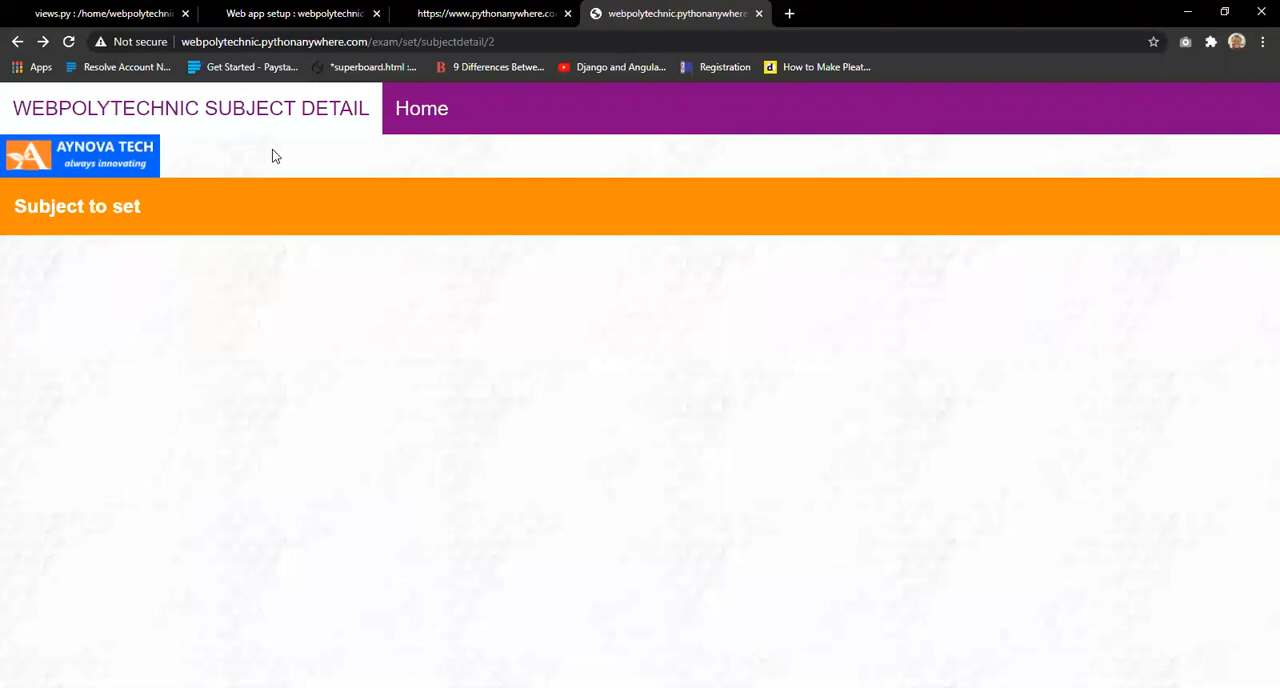 views.py : /home/webpolytechnic
Web app setup : webpolytechnic
https://www.pythonanywhere.co
webpolytechnic.pythonanywhere
Not secure
webpolytechnic.pythonanywhere.com/exam/set/subjectdetail/2
Apps
Resolve Account N...
Get Started - Paysta...
*superboard.html :...
9 Differences Betwe...
Django and Angula...
Registration
How to Make Pleat...
WEBPOLYTECHNIC SUBJECT DETAIL
Home
AYNOVA TECH
always innovating
Subject to set